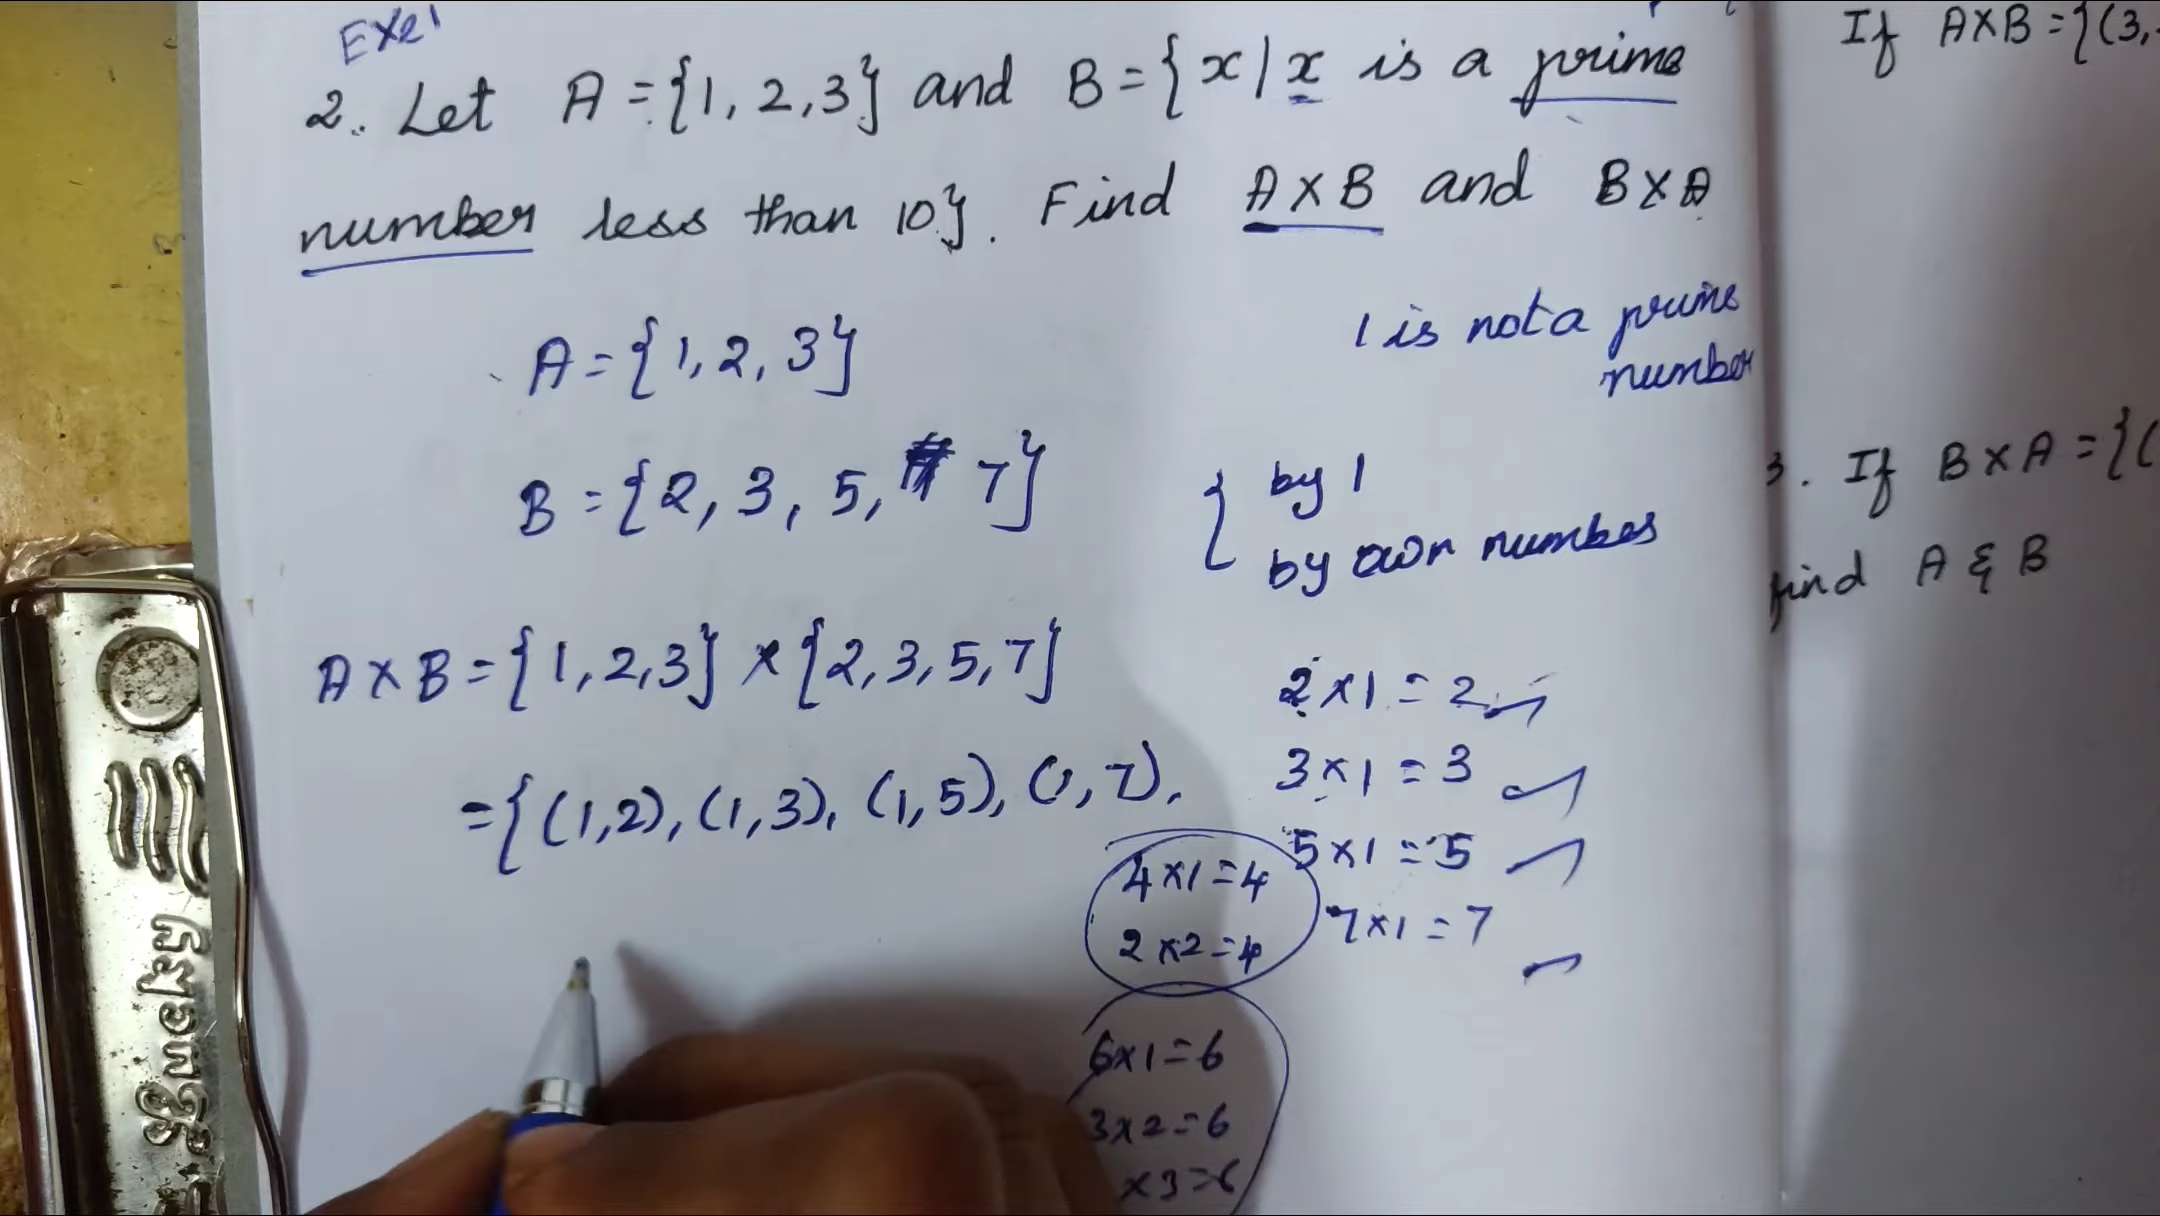 Exe1
2. Let A = {1, 2, 3} and B = {x | x is a prime
number less than 10}. Find A X B and B X A
A = {1, 2, 3}
B = {2, 3, 5, 7}
1 is not a prime
number
{ by 1
by own number
A X B = {1, 2, 3} x {2, 3, 5, 7}
= {(1,2), (1,3), (1,5), (1,7),
2 x 1 = 2
3 x 1 = 3
5 x 1 = 5
7 x 1 = 7
4 x 1 = 4
2 x 2 = 4
6 x 1 = 6
3 x 2 = 6
x 3 = 6
If A X B = {(3,
3. If B X A = {(
find A & B